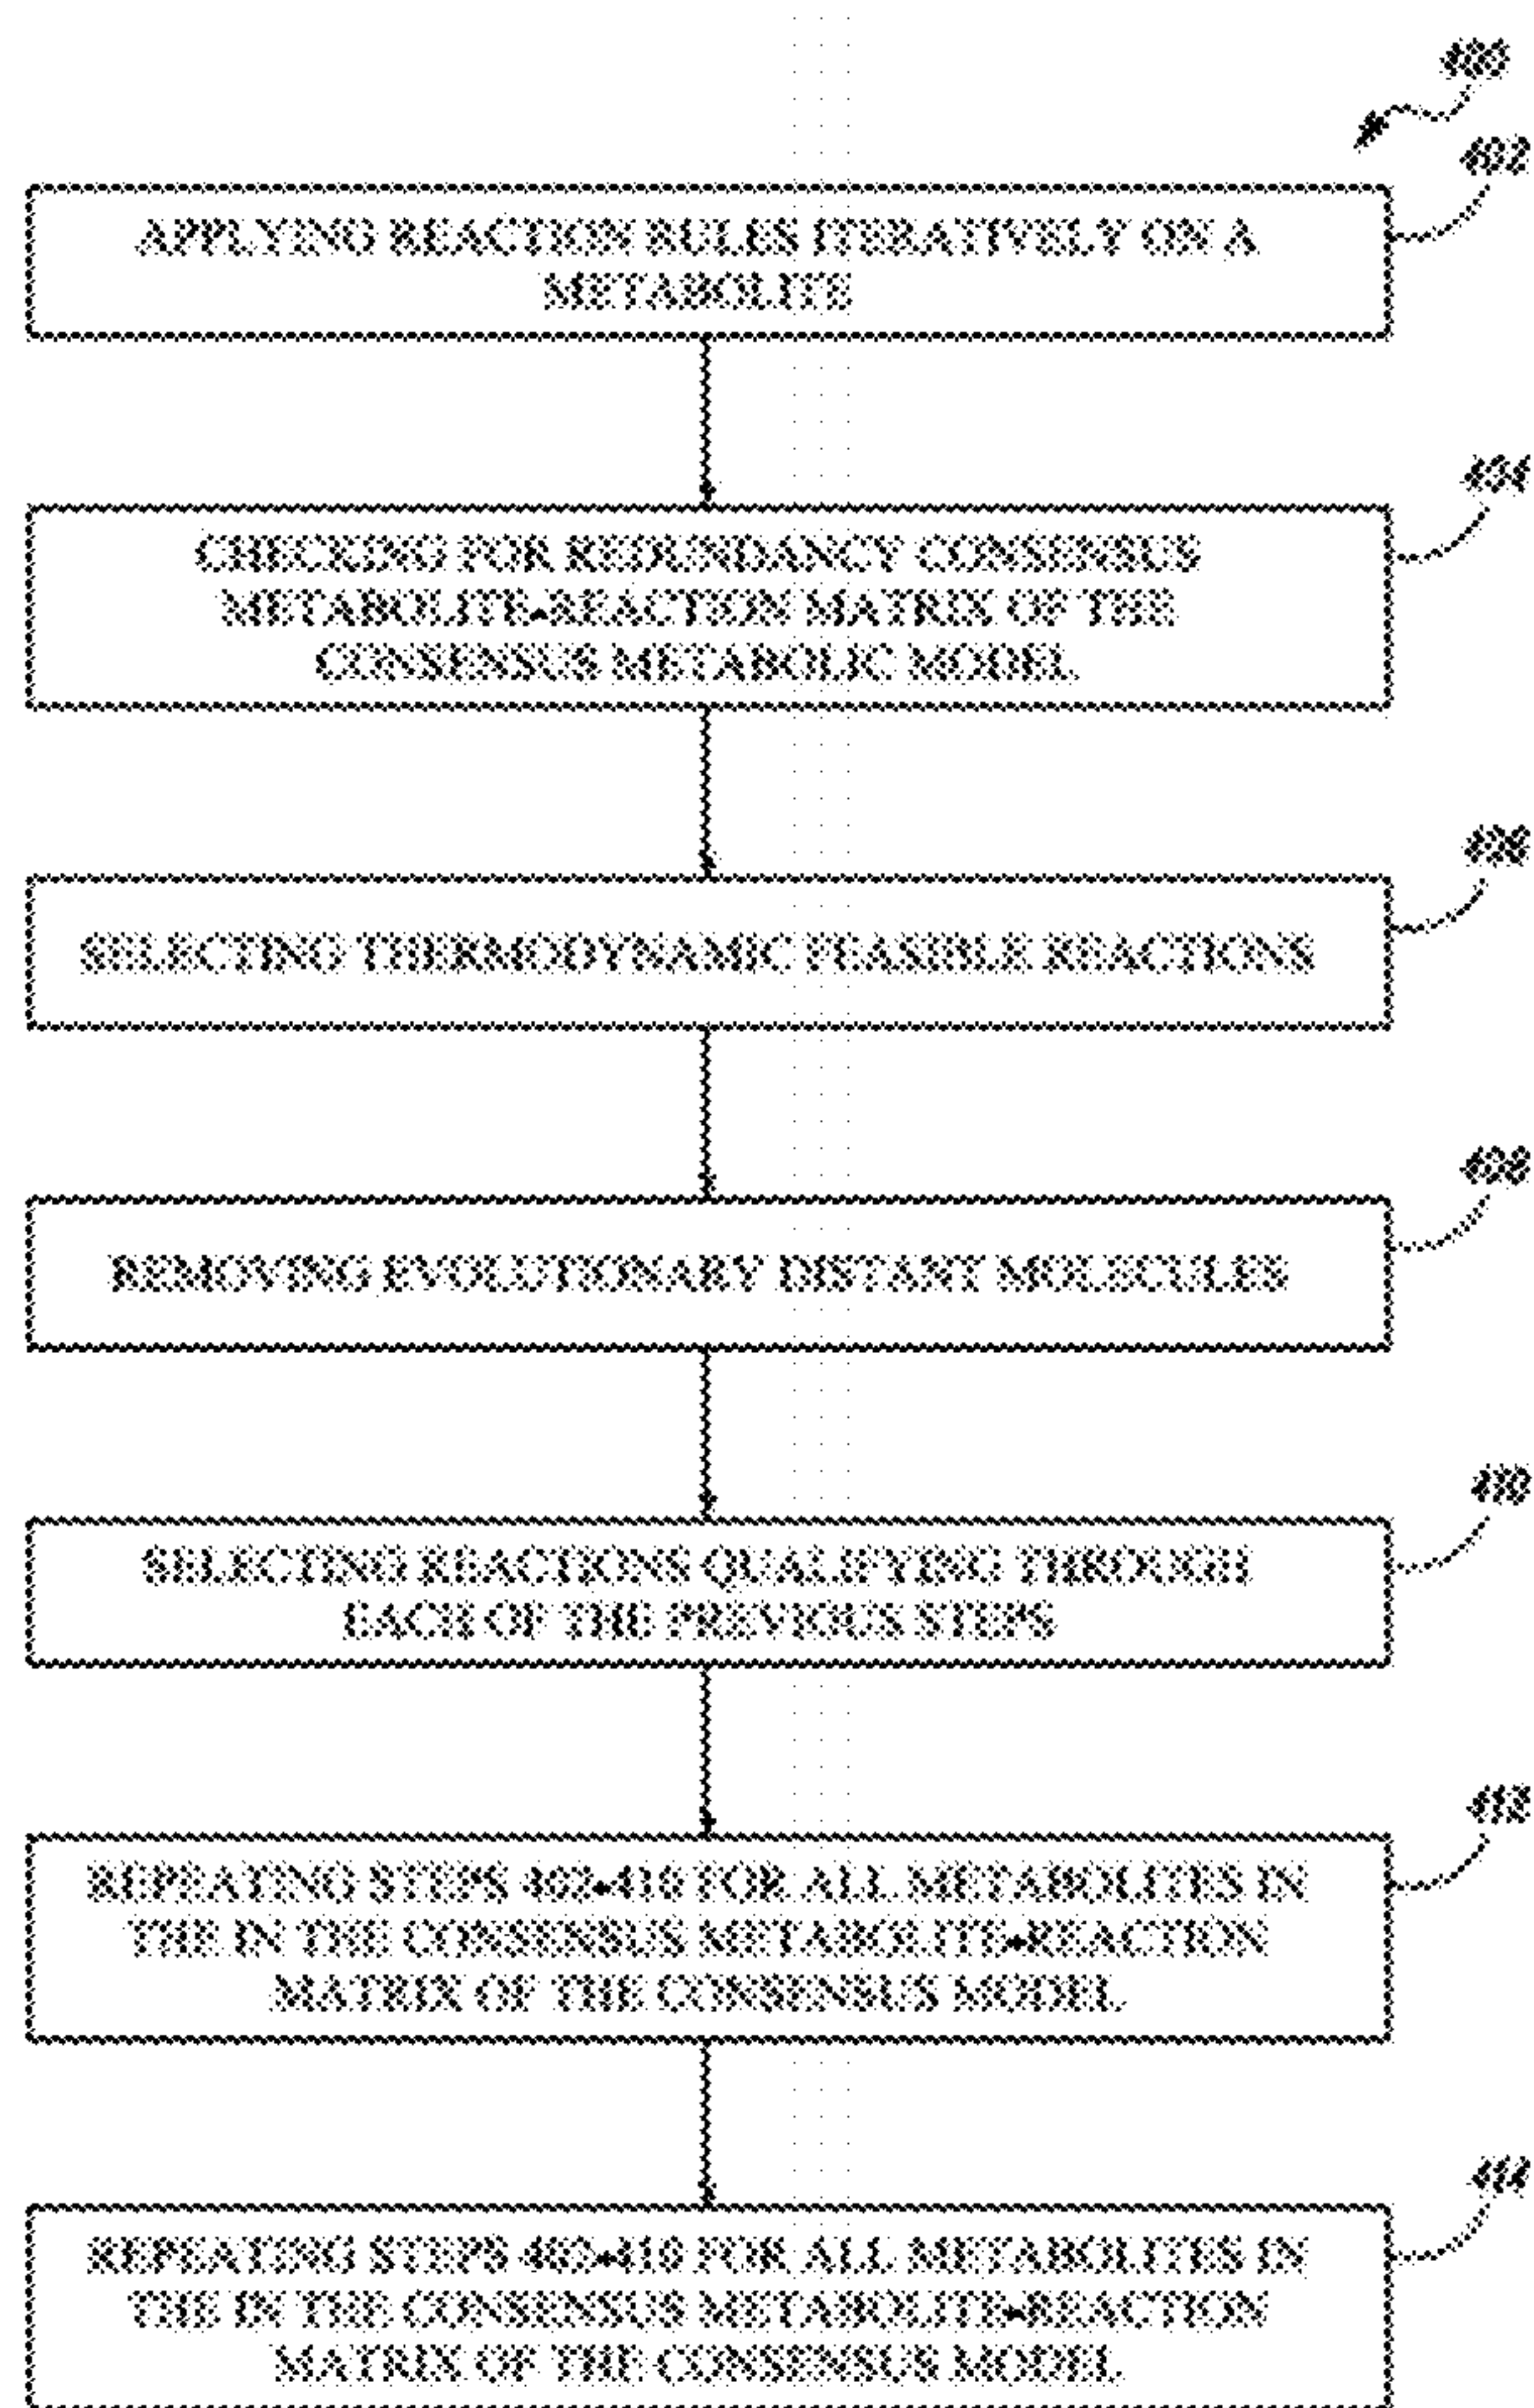 400
402
APPLYING REACTION RULES ITERATIVELY ON A
METABOLITE
404
CHECKING FOR REDUNDANCY CONSENSUS
METABOLITE-REACTION MATRIX OF THE
CONSENSUS METABOLIC MODEL
406
SELECTING THERMODYNAMIC FEASIBLE REACTIONS
408
REMOVING EVOLUTIONARY DISTANT MOLECULES
410
SELECTING REACTIONS QUALIFYING THROUGH
EACH OF THE PREVIOUS STEPS
412
REPEATING STEPS 402-410 FOR ALL METABOLITES IN
THE IN THE CONSENSUS METABOLITE-REACTION
MATRIX OF THE CONSENSUS MODEL
414
REPEATING STEPS 402-410 FOR ALL METABOLITES IN
THE IN THE CONSENSUS METABOLITE-REACTION
MATRIX OF THE CONSENSUS MODEL